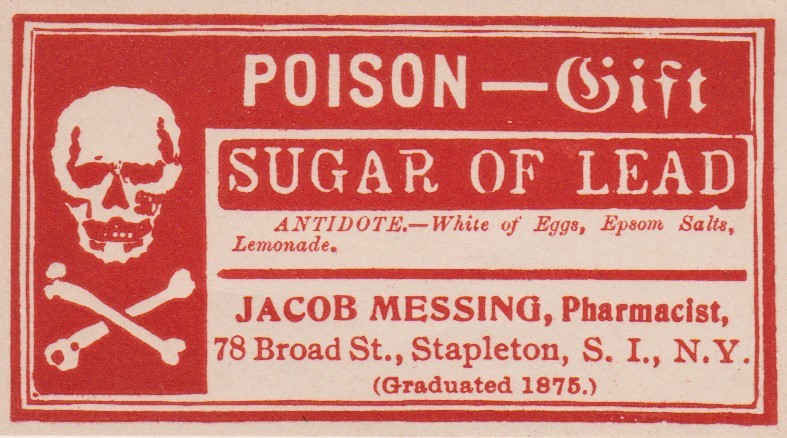 POISON — Gift
SUGAR OF LEAD
ANTIDOTE.—White of Eggs, Epsom Salts,
Lemonade.
JACOB MESSING, Pharmacist,
78 Broad St., Stapleton, S. I., N.Y.
(Graduated 1875.)